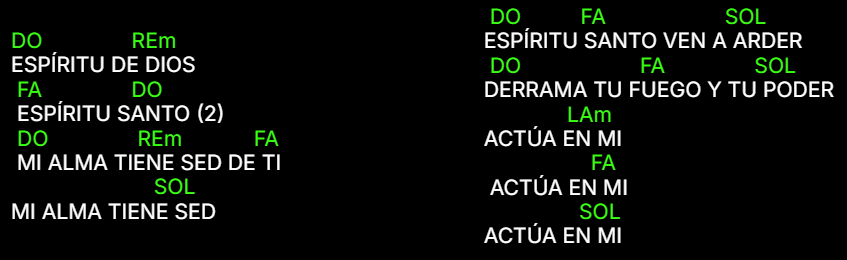 DO REm
ESPÍRITU DE DIOS
FA DO
ESPÍRITU SANTO (2)
DO REm FA
MI ALMA TIENE SED DE TI
SOL
MI ALMA TIENE SED
DO FA SOL
ESPÍRITU SANTO VEN A ARDER
DO FA SOL
DERRAMA TU FUEGO Y TU PODER
LAm
ACTÚA EN MI
FA
ACTÚA EN MI
SOL
ACTÚA EN MI